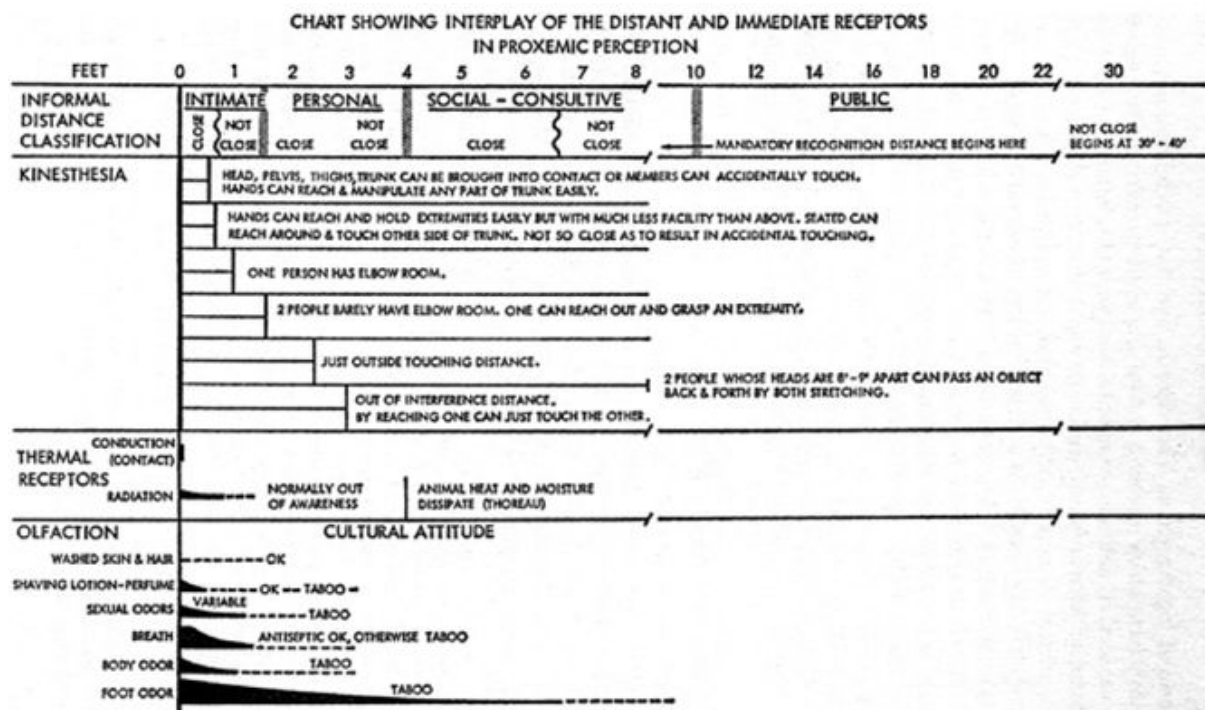 CHART SHOWING INTERPLAY OF THE DISTANT AND IMMEDIATE RECEPTORS
IN PROXEMIC PERCEPTION
FEET 0 1 2 3 4 5 6 7 8 10 12 14 16 18 20 22 30
INFORMAL DISTANCE CLASSIFICATION
INTIMATE
CLOSE
NOT CLOSE
PERSONAL
CLOSE
NOT CLOSE
SOCIAL - CONSULTIVE
CLOSE
NOT CLOSE
PUBLIC
MANDATORY RECOGNITION DISTANCE BEGINS HERE
NOT CLOSE
BEGINS AT 30' - 40'
KINESTHESIA
HEAD, PELVIS, THIGHS, TRUNK CAN BE BROUGHT INTO CONTACT OR MEMBERS CAN ACCIDENTALLY TOUCH.
HANDS CAN REACH & MANIPULATE ANY PART OF TRUNK EASILY.
HANDS CAN REACH AND HOLD EXTREMITIES EASILY BUT WITH MUCH LESS FACILITY THAN ABOVE. SEATED CAN
REACH AROUND & TOUCH OTHER SIDE OF TRUNK. NOT SO CLOSE AS TO RESULT IN ACCIDENTAL TOUCHING.
ONE PERSON HAS ELBOW ROOM.
2 PEOPLE BARELY HAVE ELBOW ROOM. ONE CAN REACH OUT AND GRASP AN EXTREMITY.
JUST OUTSIDE TOUCHING DISTANCE.
OUT OF INTERFERENCE DISTANCE.
BY REACHING ONE CAN JUST TOUCH THE OTHER.
2 PEOPLE WHOSE HEADS ARE 8'-9' APART CAN PASS AN OBJECT
BACK & FORTH BY BOTH STRETCHING.
THERMAL RECEPTORS
CONDUCTION
(CONTACT)
RADIATION
NORMALLY OUT
OF AWARENESS
ANIMAL HEAT AND MOISTURE
DISSIPATE (THOREAU)
OLFACTION
CULTURAL ATTITUDE
WASHED SKIN & HAIR OK
SHAVING LOTION-PERFUME OK TABOO
SEXUAL ODORS VARIABLE TABOO
BREATH ANTISEPTIC OK, OTHERWISE TABOO
BODY ODOR TABOO
FOOT ODOR TABOO